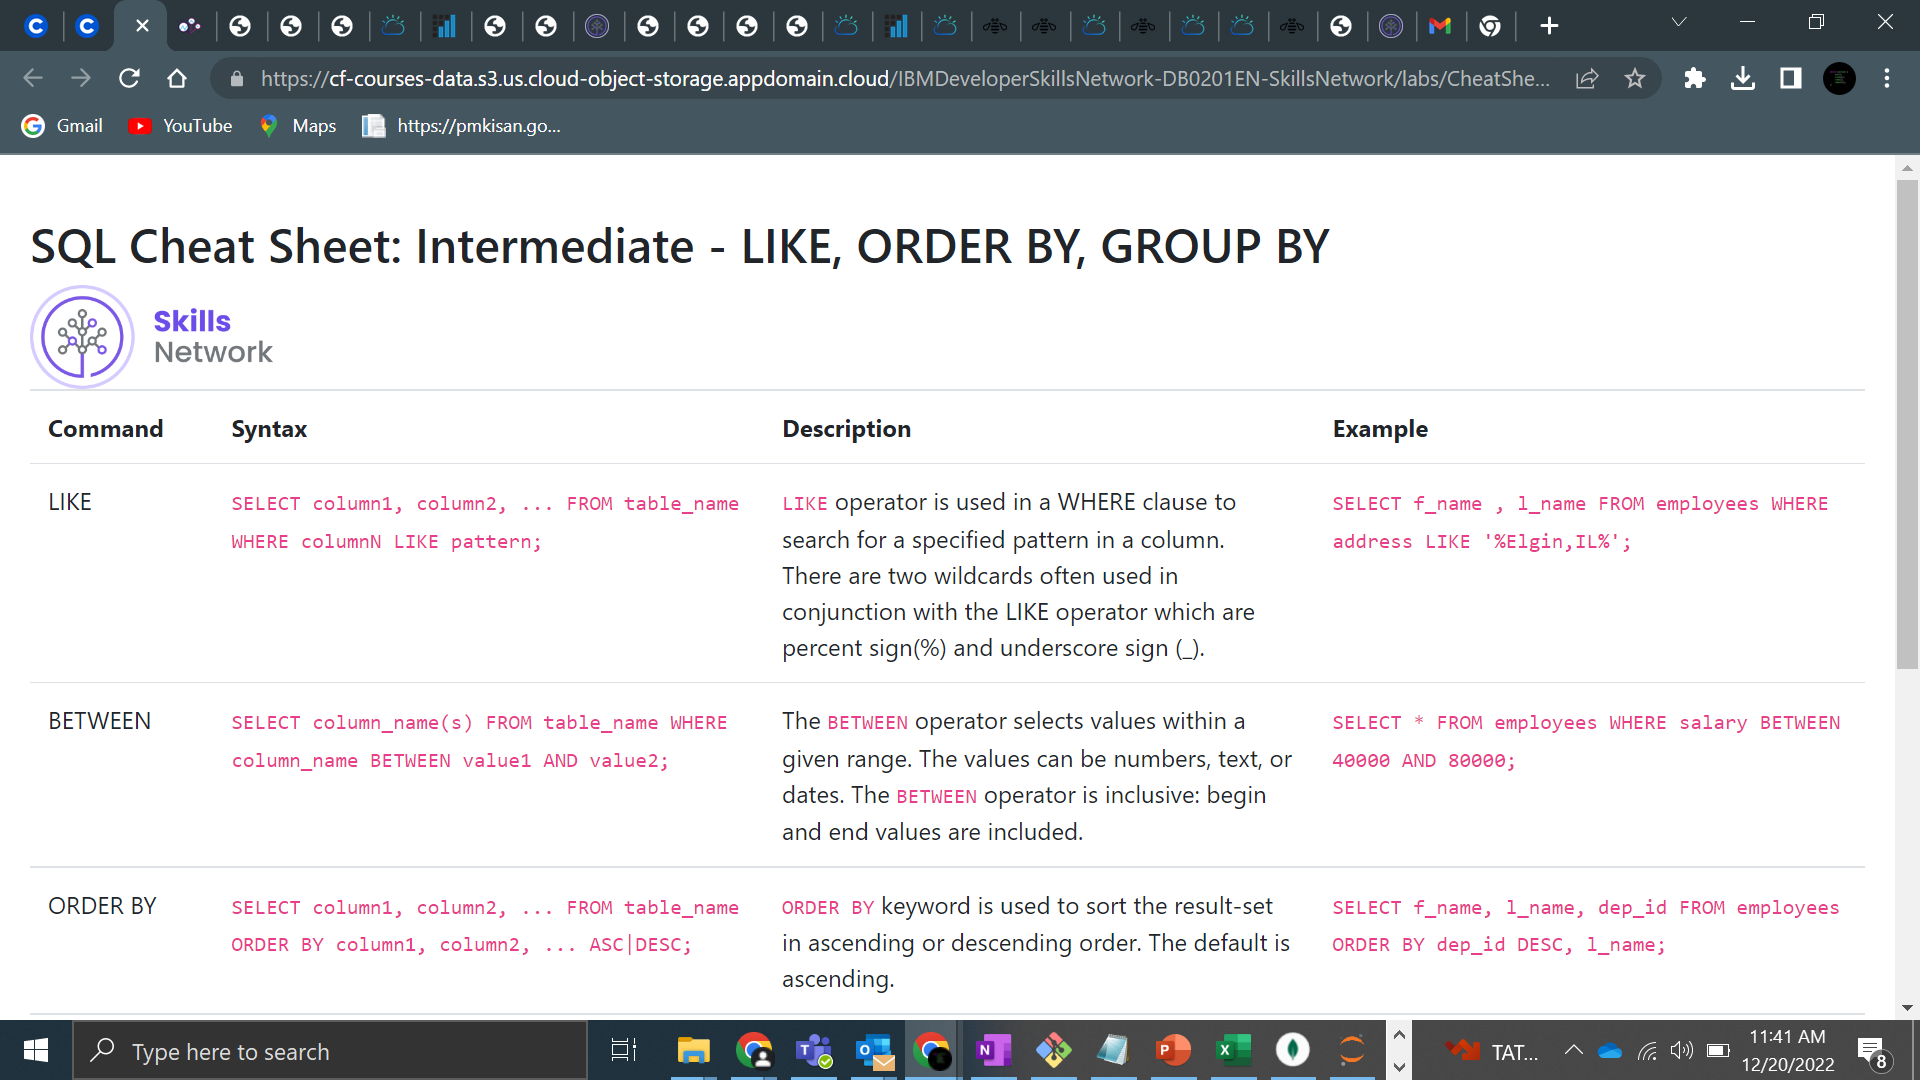 https://cf-courses-data.s3.us.cloud-object-storage.appdomain.cloud/IBMDeveloperSkillsNetwork-DB0201EN-SkillsNetwork/labs/CheatShe...
Gmail YouTube Maps https://pmkisan.go...
SQL Cheat Sheet: Intermediate - LIKE, ORDER BY, GROUP BY
Skills
Network
Command Syntax Description Example
LIKE
SELECT column1, column2, ... FROM table_name
WHERE columnN LIKE pattern;
LIKE operator is used in a WHERE clause to
search for a specified pattern in a column.
There are two wildcards often used in
conjunction with the LIKE operator which are
percent sign(%) and underscore sign (_).
SELECT f_name , l_name FROM employees WHERE
address LIKE '%Elgin,IL%';
BETWEEN
SELECT column_name(s) FROM table_name WHERE
column_name BETWEEN value1 AND value2;
The BETWEEN operator selects values within a
given range. The values can be numbers, text, or
dates. The BETWEEN operator is inclusive: begin
and end values are included.
SELECT * FROM employees WHERE salary BETWEEN
40000 AND 80000;
ORDER BY
SELECT column1, column2, ... FROM table_name
ORDER BY column1, column2, ... ASC|DESC;
ORDER BY keyword is used to sort the result-set
in ascending or descending order. The default is
ascending.
SELECT f_name, l_name, dep_id FROM employees
ORDER BY dep_id DESC, l_name;
Type here to search
TAT...
11:41 AM
12/20/2022
8